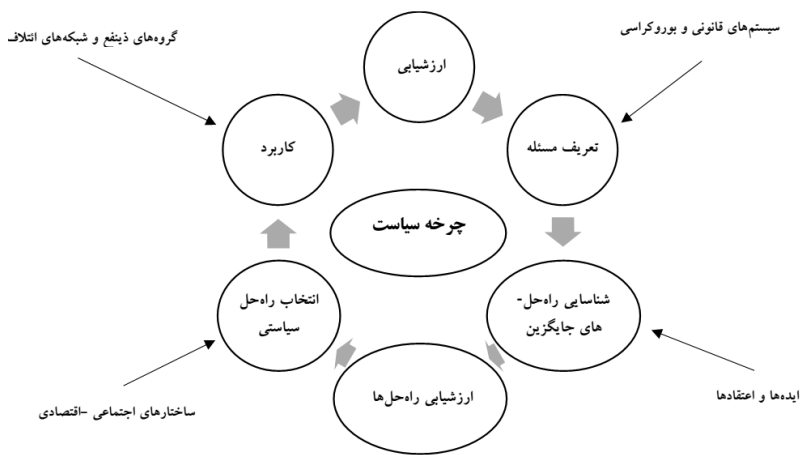 سیستم‌های قانونی و بوروکراسی
گروه‌های ذینفع و شبکه‌های ائتلاف
ارزشیابی
تعریف مسئله
کاربرد
چرخه سیاست
شناسایی راه‌حل-
های جایگزین
انتخاب راه‌حل
سیاستی
ارزشیابی راه‌حل‌ها
ایده‌ها و اعتقادها
ساختارهای اجتماعی -اقتصادی